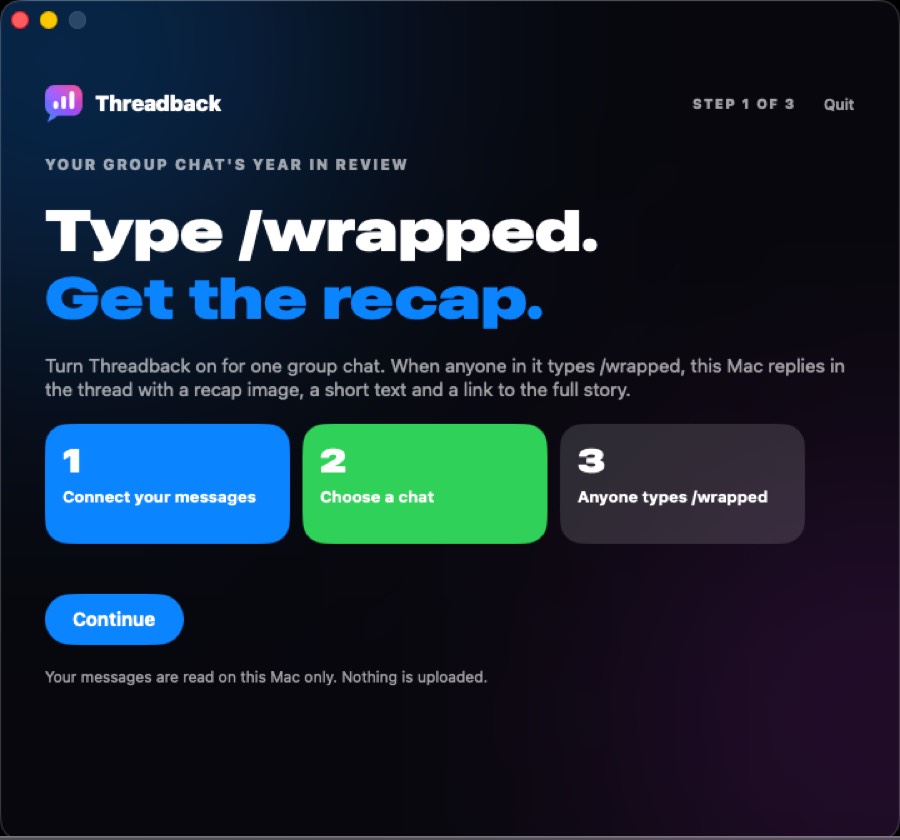 Threadback
STEP 1 OF 3
Quit
YOUR GROUP CHAT'S YEAR IN REVIEW
Type /wrapped.
Get the recap.
Turn Threadback on for one group chat. When anyone in it types /wrapped, this Mac replies in
the thread with a recap image, a short text and a link to the full story.
1
Connect your messages
2
Choose a chat
3
Anyone types /wrapped
Continue
Your messages are read on this Mac only. Nothing is uploaded.